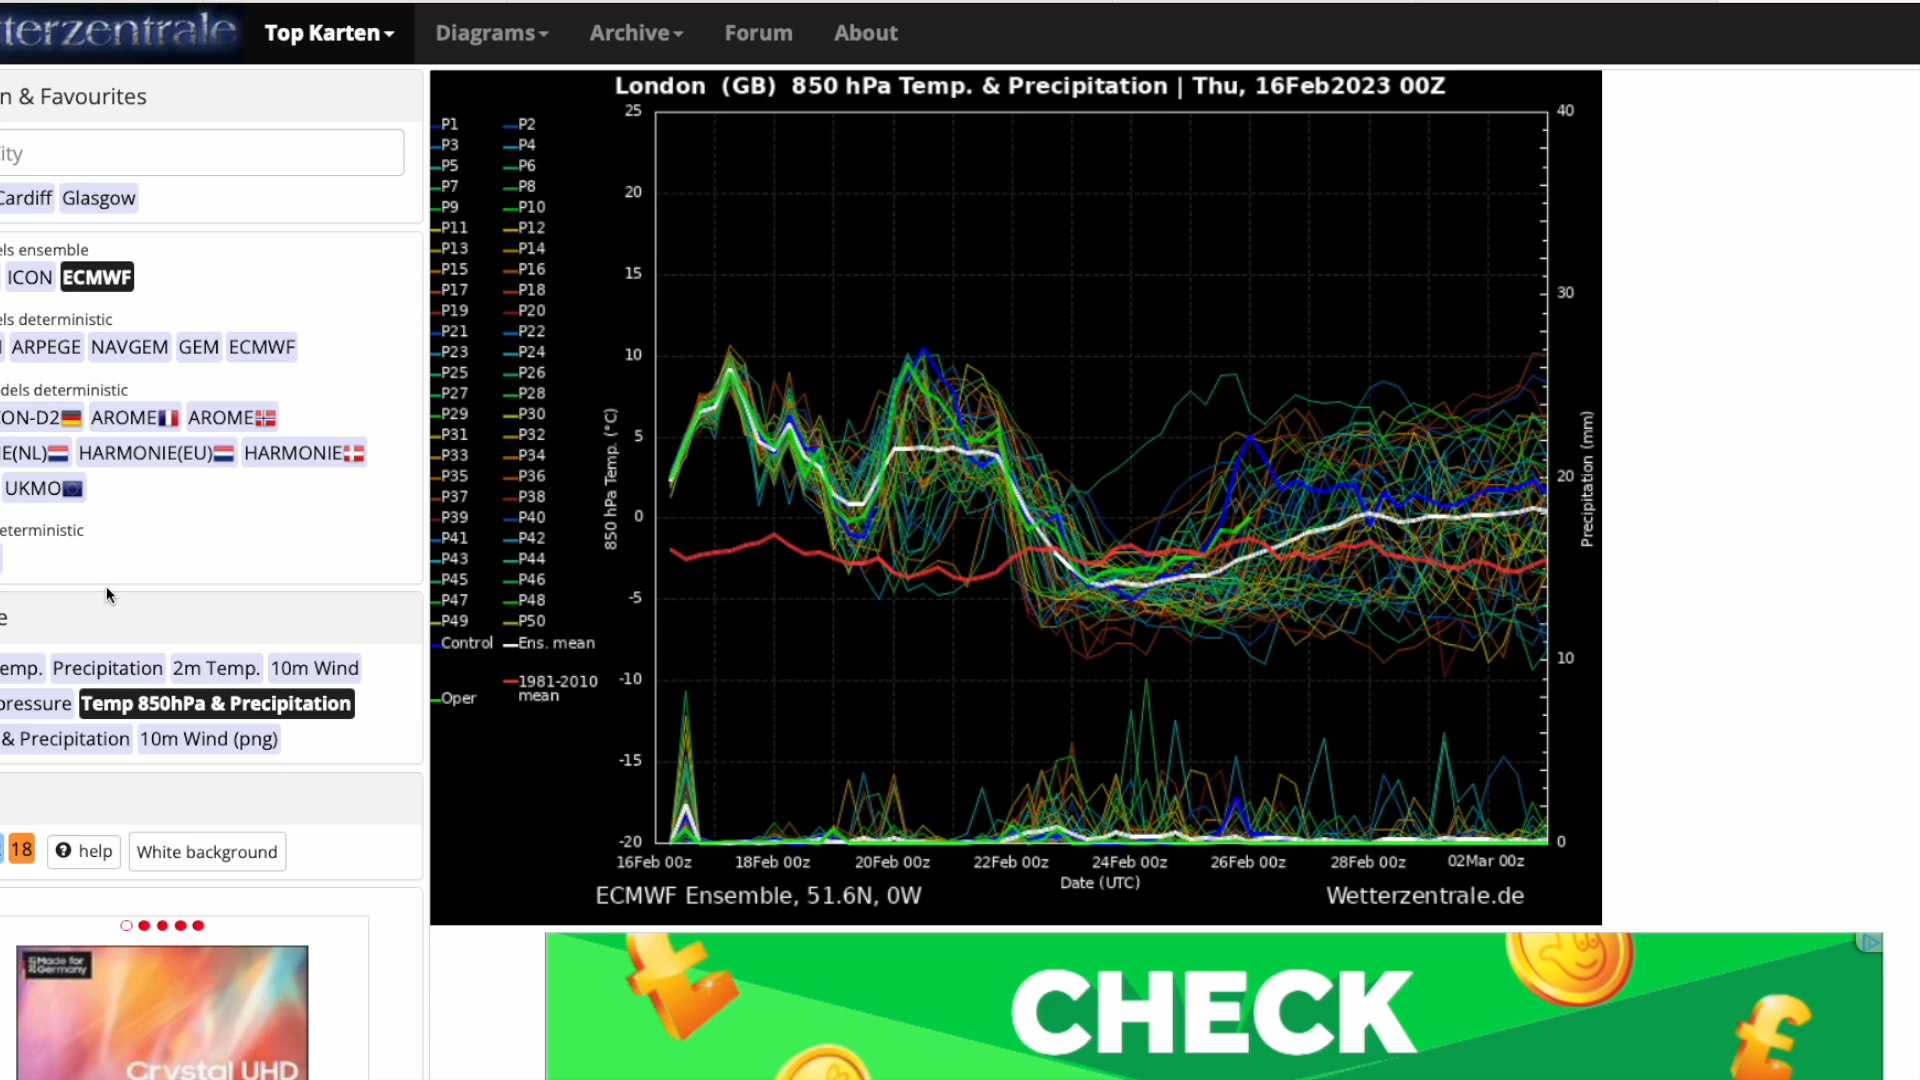 terzentrale
Top Karten
Diagrams
Archive
Forum
About
n & Favourites
ity
Cardiff
Glasgow
els ensemble
ICON
ECMWF
els deterministic
ARPEGE
NAVGEM
GEM
ECMWF
dels deterministic
CON-D2
AROME
AROME
IE(NL)
HARMONIE(EU)
HARMONIE
UKMO
eterministic
e
emp.
Precipitation
2m Temp.
10m Wind
pressure
Temp 850hPa & Precipitation
& Precipitation
10m Wind (png)
18
help
White background
Made for
Germany
Crystal UHD
London (GB) 850 hPa Temp. & Precipitation | Thu, 16Feb2023 00Z
P1 P2
P3 P4
P5 P6
P7 P8
P9 P10
P11 P12
P13 P14
P15 P16
P17 P18
P19 P20
P21 P22
P23 P24
P25 P26
P27 P28
P29 P30
P31 P32
P33 P34
P35 P36
P37 P38
P39 P40
P41 P42
P43 P44
P45 P46
P47 P48
P49 P50
Control Ens. mean
1981-2010
mean
Oper
850 hPa Temp. (°C)
25
20
15
10
5
0
-5
-10
-15
-20
40
30
20
10
0
Precipitation (mm)
16Feb 00z 18Feb 00z 20Feb 00z 22Feb 00z 24Feb 00z 26Feb 00z 28Feb 00z 02Mar 00z
Date (UTC)
ECMWF Ensemble, 51.6N, 0W
Wetterzentrale.de
CHECK